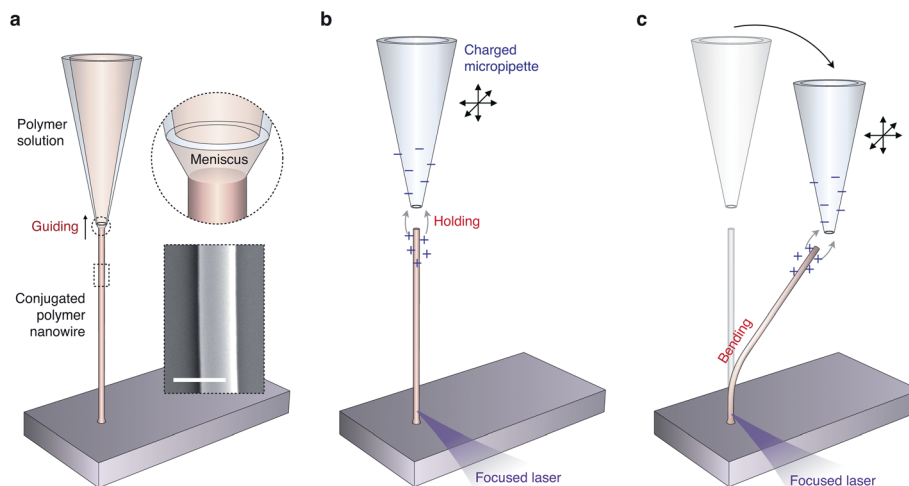 a
Polymer
solution
Meniscus
Guiding
Conjugated
polymer
nanowire
b
Charged
micropipette
Holding
Focused laser
c
Bending
Focused laser